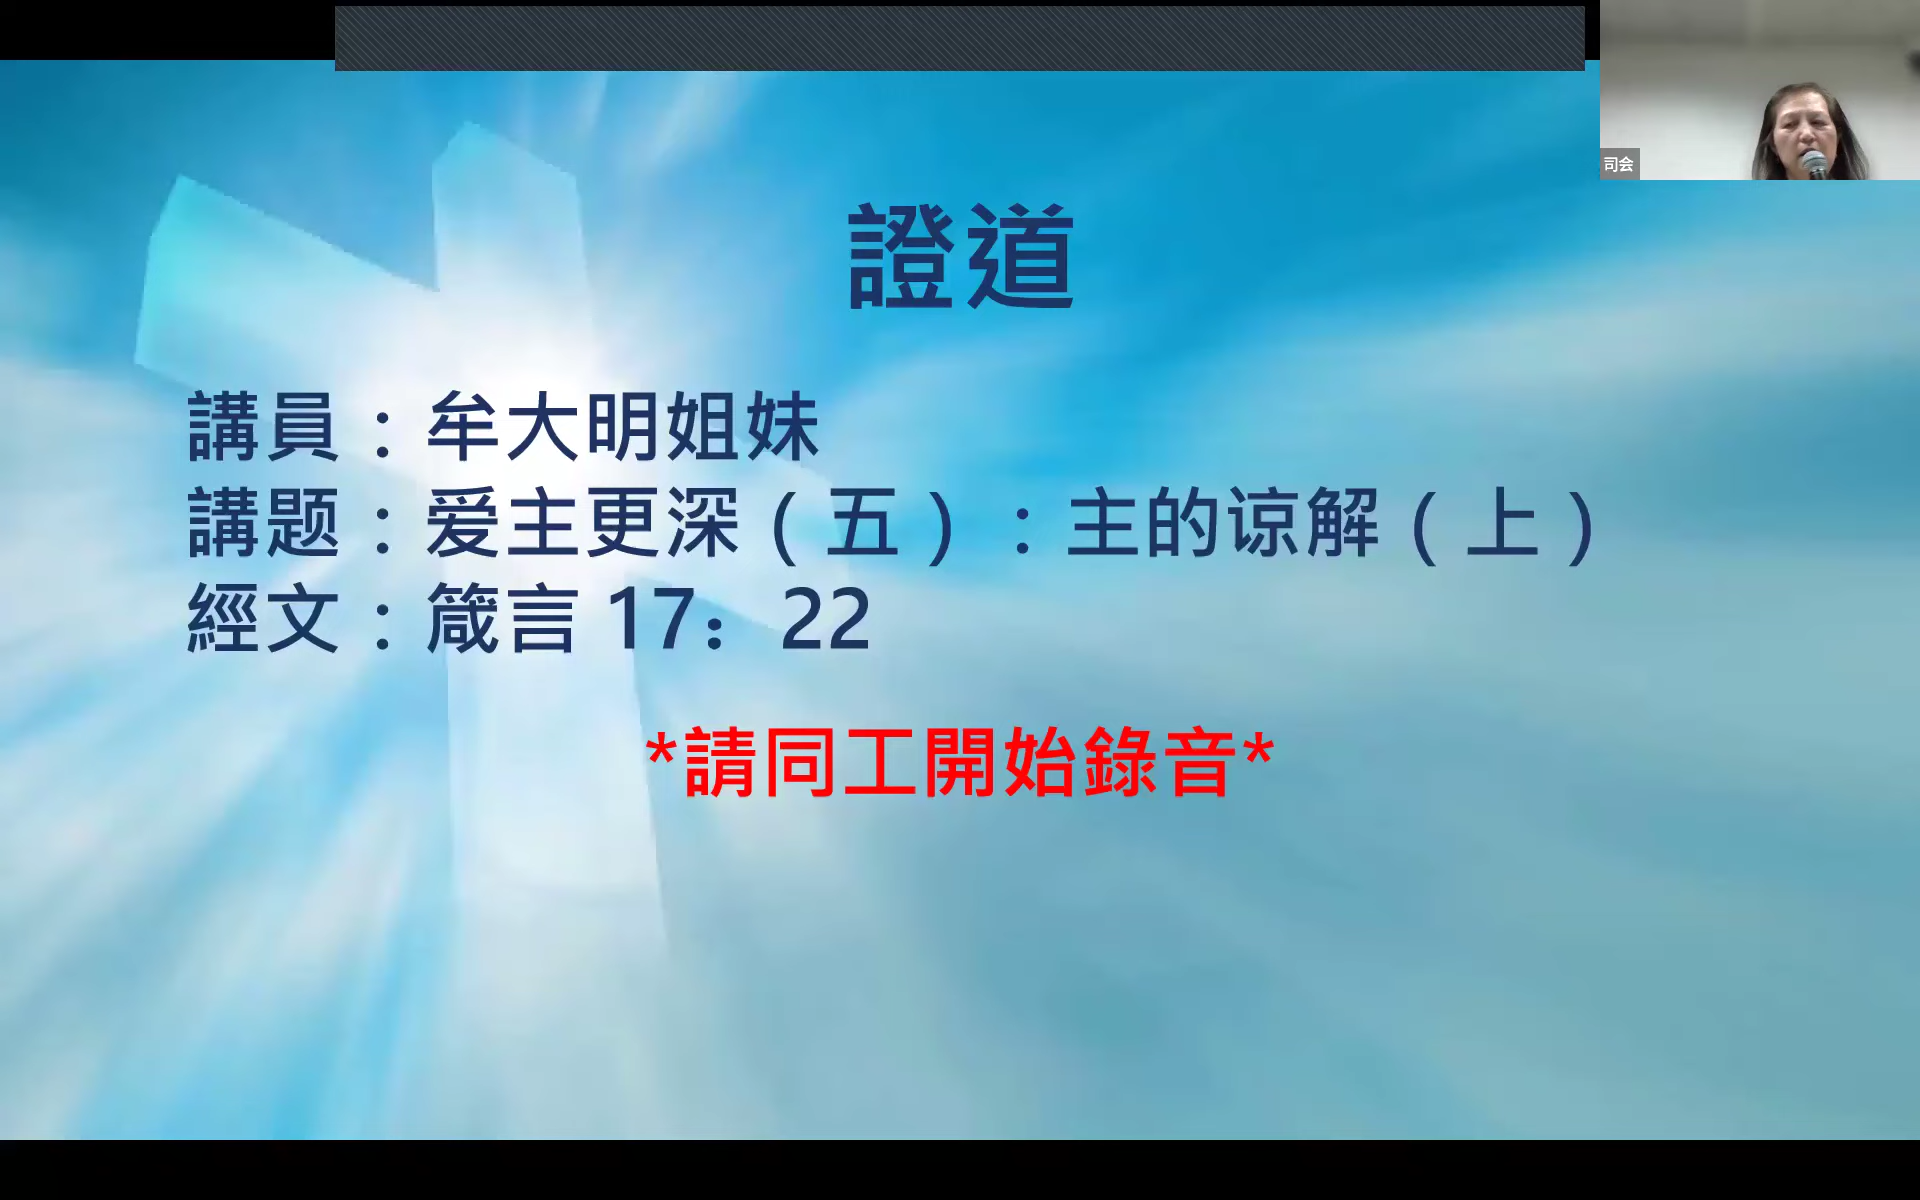 司会
證道
講員：牟大明姐妹
講题：爱主更深（五）：主的谅解（上）
經文：箴言 17：22
*請同工開始錄音*